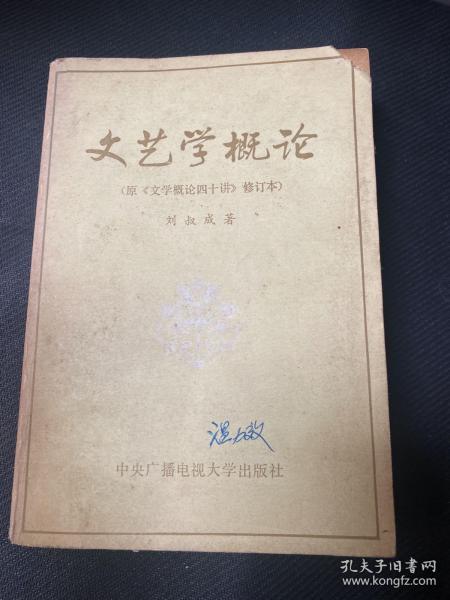 文艺学概论
(原《文学概论四十讲》修订本)
刘叔成著
中央广播电视大学出版社
孔夫子旧书网
www.kongfz.com